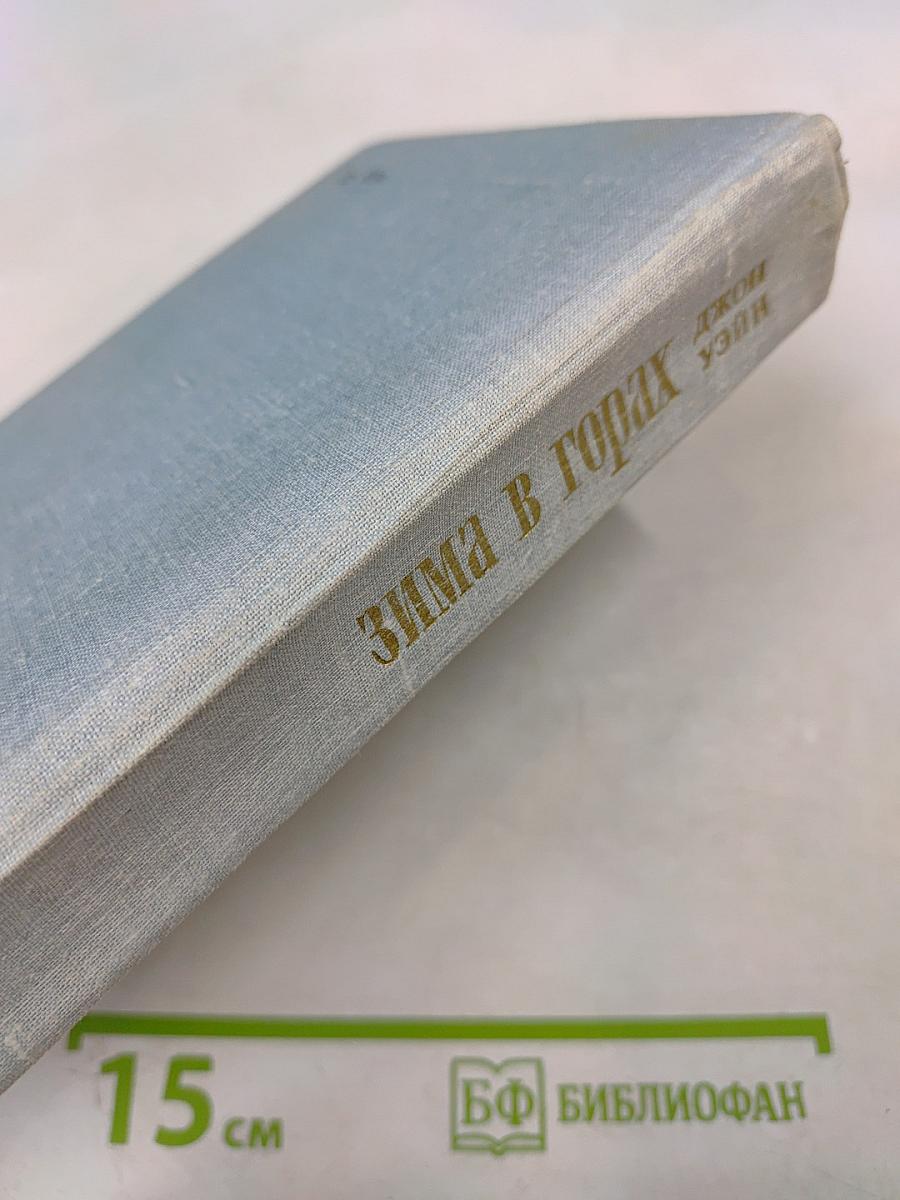 ДЖОН
УЭЙН
ЗИМА В ГОРАХ
15 см
БФ БИБЛИОФАН